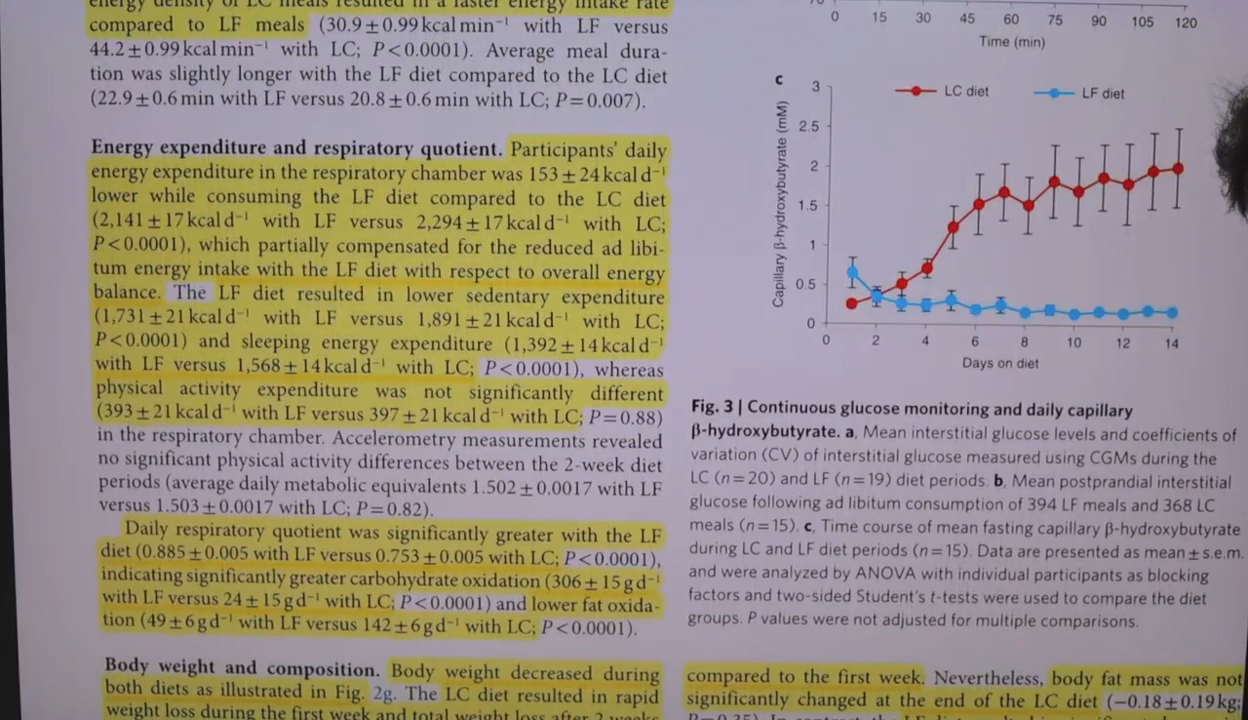 energy density of LC meals resulted in a faster energy intake rate
compared to LF meals (30.9 ± 0.99 kcal min⁻¹ with LF versus
44.2 ± 0.99 kcal min⁻¹ with LC; P < 0.0001). Average meal dura-
tion was slightly longer with the LF diet compared to the LC diet
(22.9 ± 0.6 min with LF versus 20.8 ± 0.6 min with LC; P = 0.007).
Energy expenditure and respiratory quotient. Participants' daily
energy expenditure in the respiratory chamber was 153 ± 24 kcal d⁻¹
lower while consuming the LF diet compared to the LC diet
(2,141 ± 17 kcal d⁻¹ with LF versus 2,294 ± 17 kcal d⁻¹ with LC;
P < 0.0001), which partially compensated for the reduced ad libi-
tum energy intake with the LF diet with respect to overall energy
balance. The LF diet resulted in lower sedentary expenditure
(1,731 ± 21 kcal d⁻¹ with LF versus 1,891 ± 21 kcal d⁻¹ with LC;
P < 0.0001) and sleeping energy expenditure (1,392 ± 14 kcal d⁻¹
with LF versus 1,568 ± 14 kcal d⁻¹ with LC; P < 0.0001), whereas
physical activity expenditure was not significantly different
(393 ± 21 kcal d⁻¹ with LF versus 397 ± 21 kcal d⁻¹ with LC; P = 0.88)
in the respiratory chamber. Accelerometry measurements revealed
no significant physical activity differences between the 2-week diet
periods (average daily metabolic equivalents 1.502 ± 0.0017 with LF
versus 1.503 ± 0.0017 with LC; P = 0.82).
Daily respiratory quotient was significantly greater with the LF
diet (0.885 ± 0.005 with LF versus 0.753 ± 0.005 with LC; P < 0.0001),
indicating significantly greater carbohydrate oxidation (306 ± 15 g d⁻¹
with LF versus 24 ± 15 g d⁻¹ with LC; P < 0.0001) and lower fat oxida-
tion (49 ± 6 g d⁻¹ with LF versus 142 ± 6 g d⁻¹ with LC; P < 0.0001).
Body weight and composition. Body weight decreased during
both diets as illustrated in Fig. 2g. The LC diet resulted in rapid
weight loss during the first week and total weight loss after 2 weeks
70
0 15 30 45 60 75 90 105 120
Time (min)
c
LC diet LF diet
3
2.5
2
1.5
1
0.5
0
Capillary β-hydroxybutyrate (mM)
0 2 4 6 8 10 12 14
Days on diet
Fig. 3 | Continuous glucose monitoring and daily capillary
β-hydroxybutyrate. a, Mean interstitial glucose levels and coefficients of
variation (CV) of interstitial glucose measured using CGMs during the
LC (n = 20) and LF (n = 19) diet periods. b, Mean postprandial interstitial
glucose following ad libitum consumption of 394 LF meals and 368 LC
meals (n = 15). c, Time course of mean fasting capillary β-hydroxybutyrate
during LC and LF diet periods (n = 15). Data are presented as mean ± s.e.m.
and were analyzed by ANOVA with individual participants as blocking
factors and two-sided Student's t-tests were used to compare the diet
groups. P values were not adjusted for multiple comparisons.
compared to the first week. Nevertheless, body fat mass was not
significantly changed at the end of the LC diet (−0.18 ± 0.19 kg;